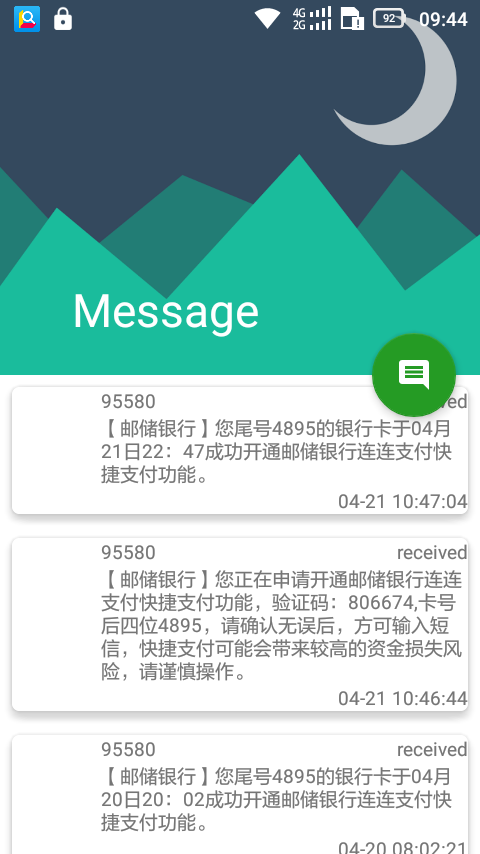 4G
2G
92
09:44
Message
95580
ved
【邮储银行】您尾号4895的银行卡于04月
21日22：47成功开通邮储银行连连支付快
捷支付功能。
04-21 10:47:04
95580
received
【邮储银行】您正在申请开通邮储银行连连
支付快捷支付功能，验证码：806674,卡号
后四位4895，请确认无误后，方可输入短
信，快捷支付可能会带来较高的资金损失风
险，请谨慎操作。
04-21 10:46:44
95580
received
【邮储银行】您尾号4895的银行卡于04月
20日20：02成功开通邮储银行连连支付快
捷支付功能。
04-20 08:02:21